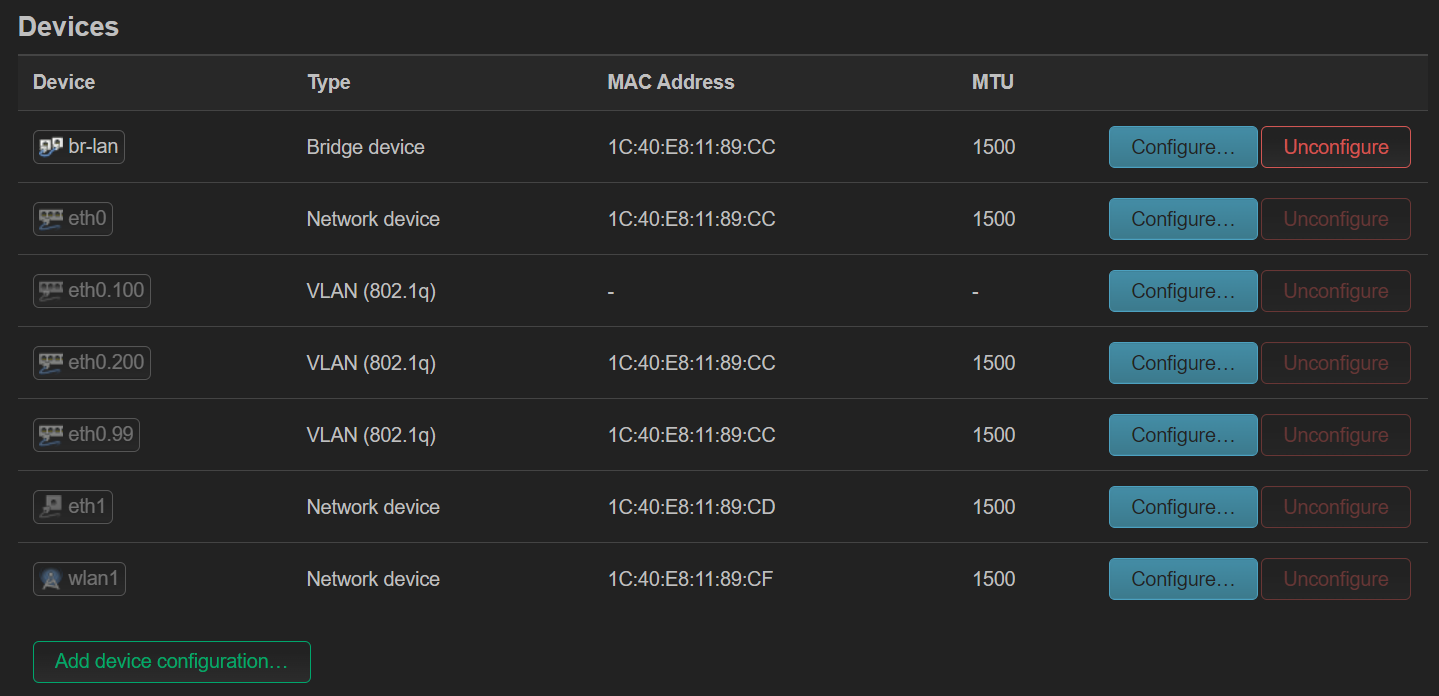 Devices
Device Type MAC Address MTU
br-lan Bridge device 1C:40:E8:11:89:CC 1500 Configure… Unconfigure
eth0 Network device 1C:40:E8:11:89:CC 1500 Configure… Unconfigure
eth0.100 VLAN (802.1q) - - Configure… Unconfigure
eth0.200 VLAN (802.1q) 1C:40:E8:11:89:CC 1500 Configure… Unconfigure
eth0.99 VLAN (802.1q) 1C:40:E8:11:89:CC 1500 Configure… Unconfigure
eth1 Network device 1C:40:E8:11:89:CD 1500 Configure… Unconfigure
wlan1 Network device 1C:40:E8:11:89:CF 1500 Configure… Unconfigure
Add device configuration…